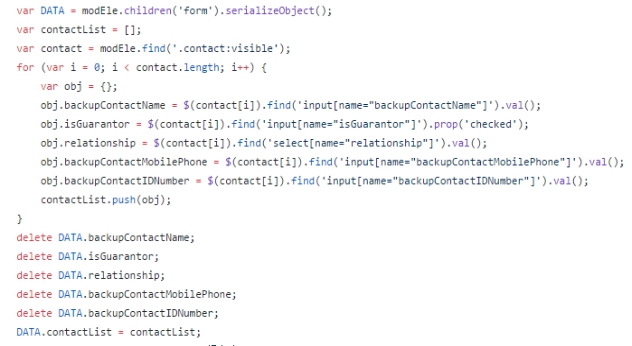 var DATA = modEle.children('form').serializeObject();
var contactList = [];
var contact = modEle.find('.contact:visible');
for (var i = 0; i < contact.length; i++) {
    var obj = {};
    obj.backupContactName = $(contact[i]).find('input[name="backupContactName"]').val();
    obj.isGuarantor = $(contact[i]).find('input[name="isGuarantor"]').prop('checked');
    obj.relationship = $(contact[i]).find('select[name="relationship"]').val();
    obj.backupContactMobilePhone = $(contact[i]).find('input[name="backupContactMobilePhone"]').val();
    obj.backupContactIDNumber = $(contact[i]).find('input[name="backupContactIDNumber"]').val();
    contactList.push(obj);
}
delete DATA.backupContactName;
delete DATA.isGuarantor;
delete DATA.relationship;
delete DATA.backupContactMobilePhone;
delete DATA.backupContactIDNumber;
DATA.contactList = contactList;